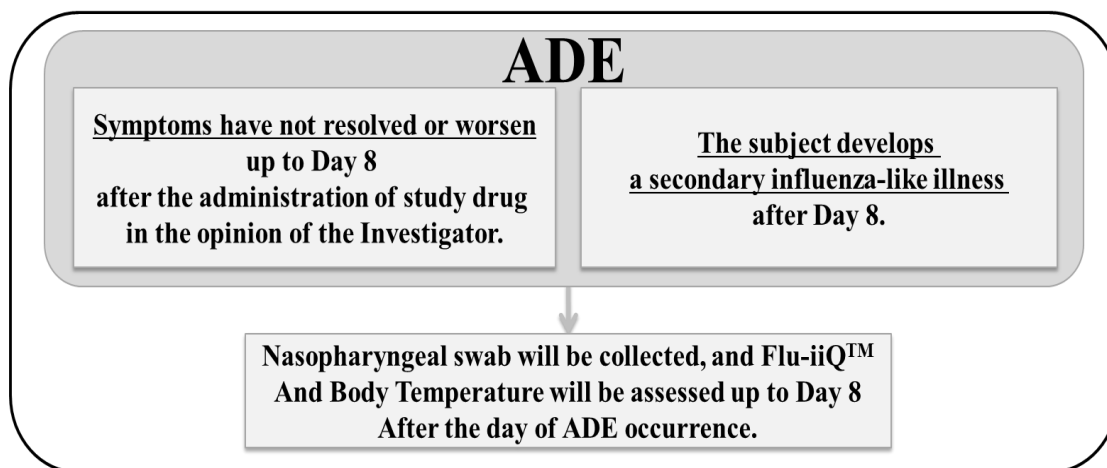 ADE
Symptoms have not resolved or worsen
up to Day 8
after the administration of study drug
in the opinion of the Investigator.
The subject develops
a secondary influenza-like illness
after Day 8.
Nasopharyngeal swab will be collected, and Flu-iiQTM
And Body Temperature will be assessed up to Day 8
After the day of ADE occurrence.